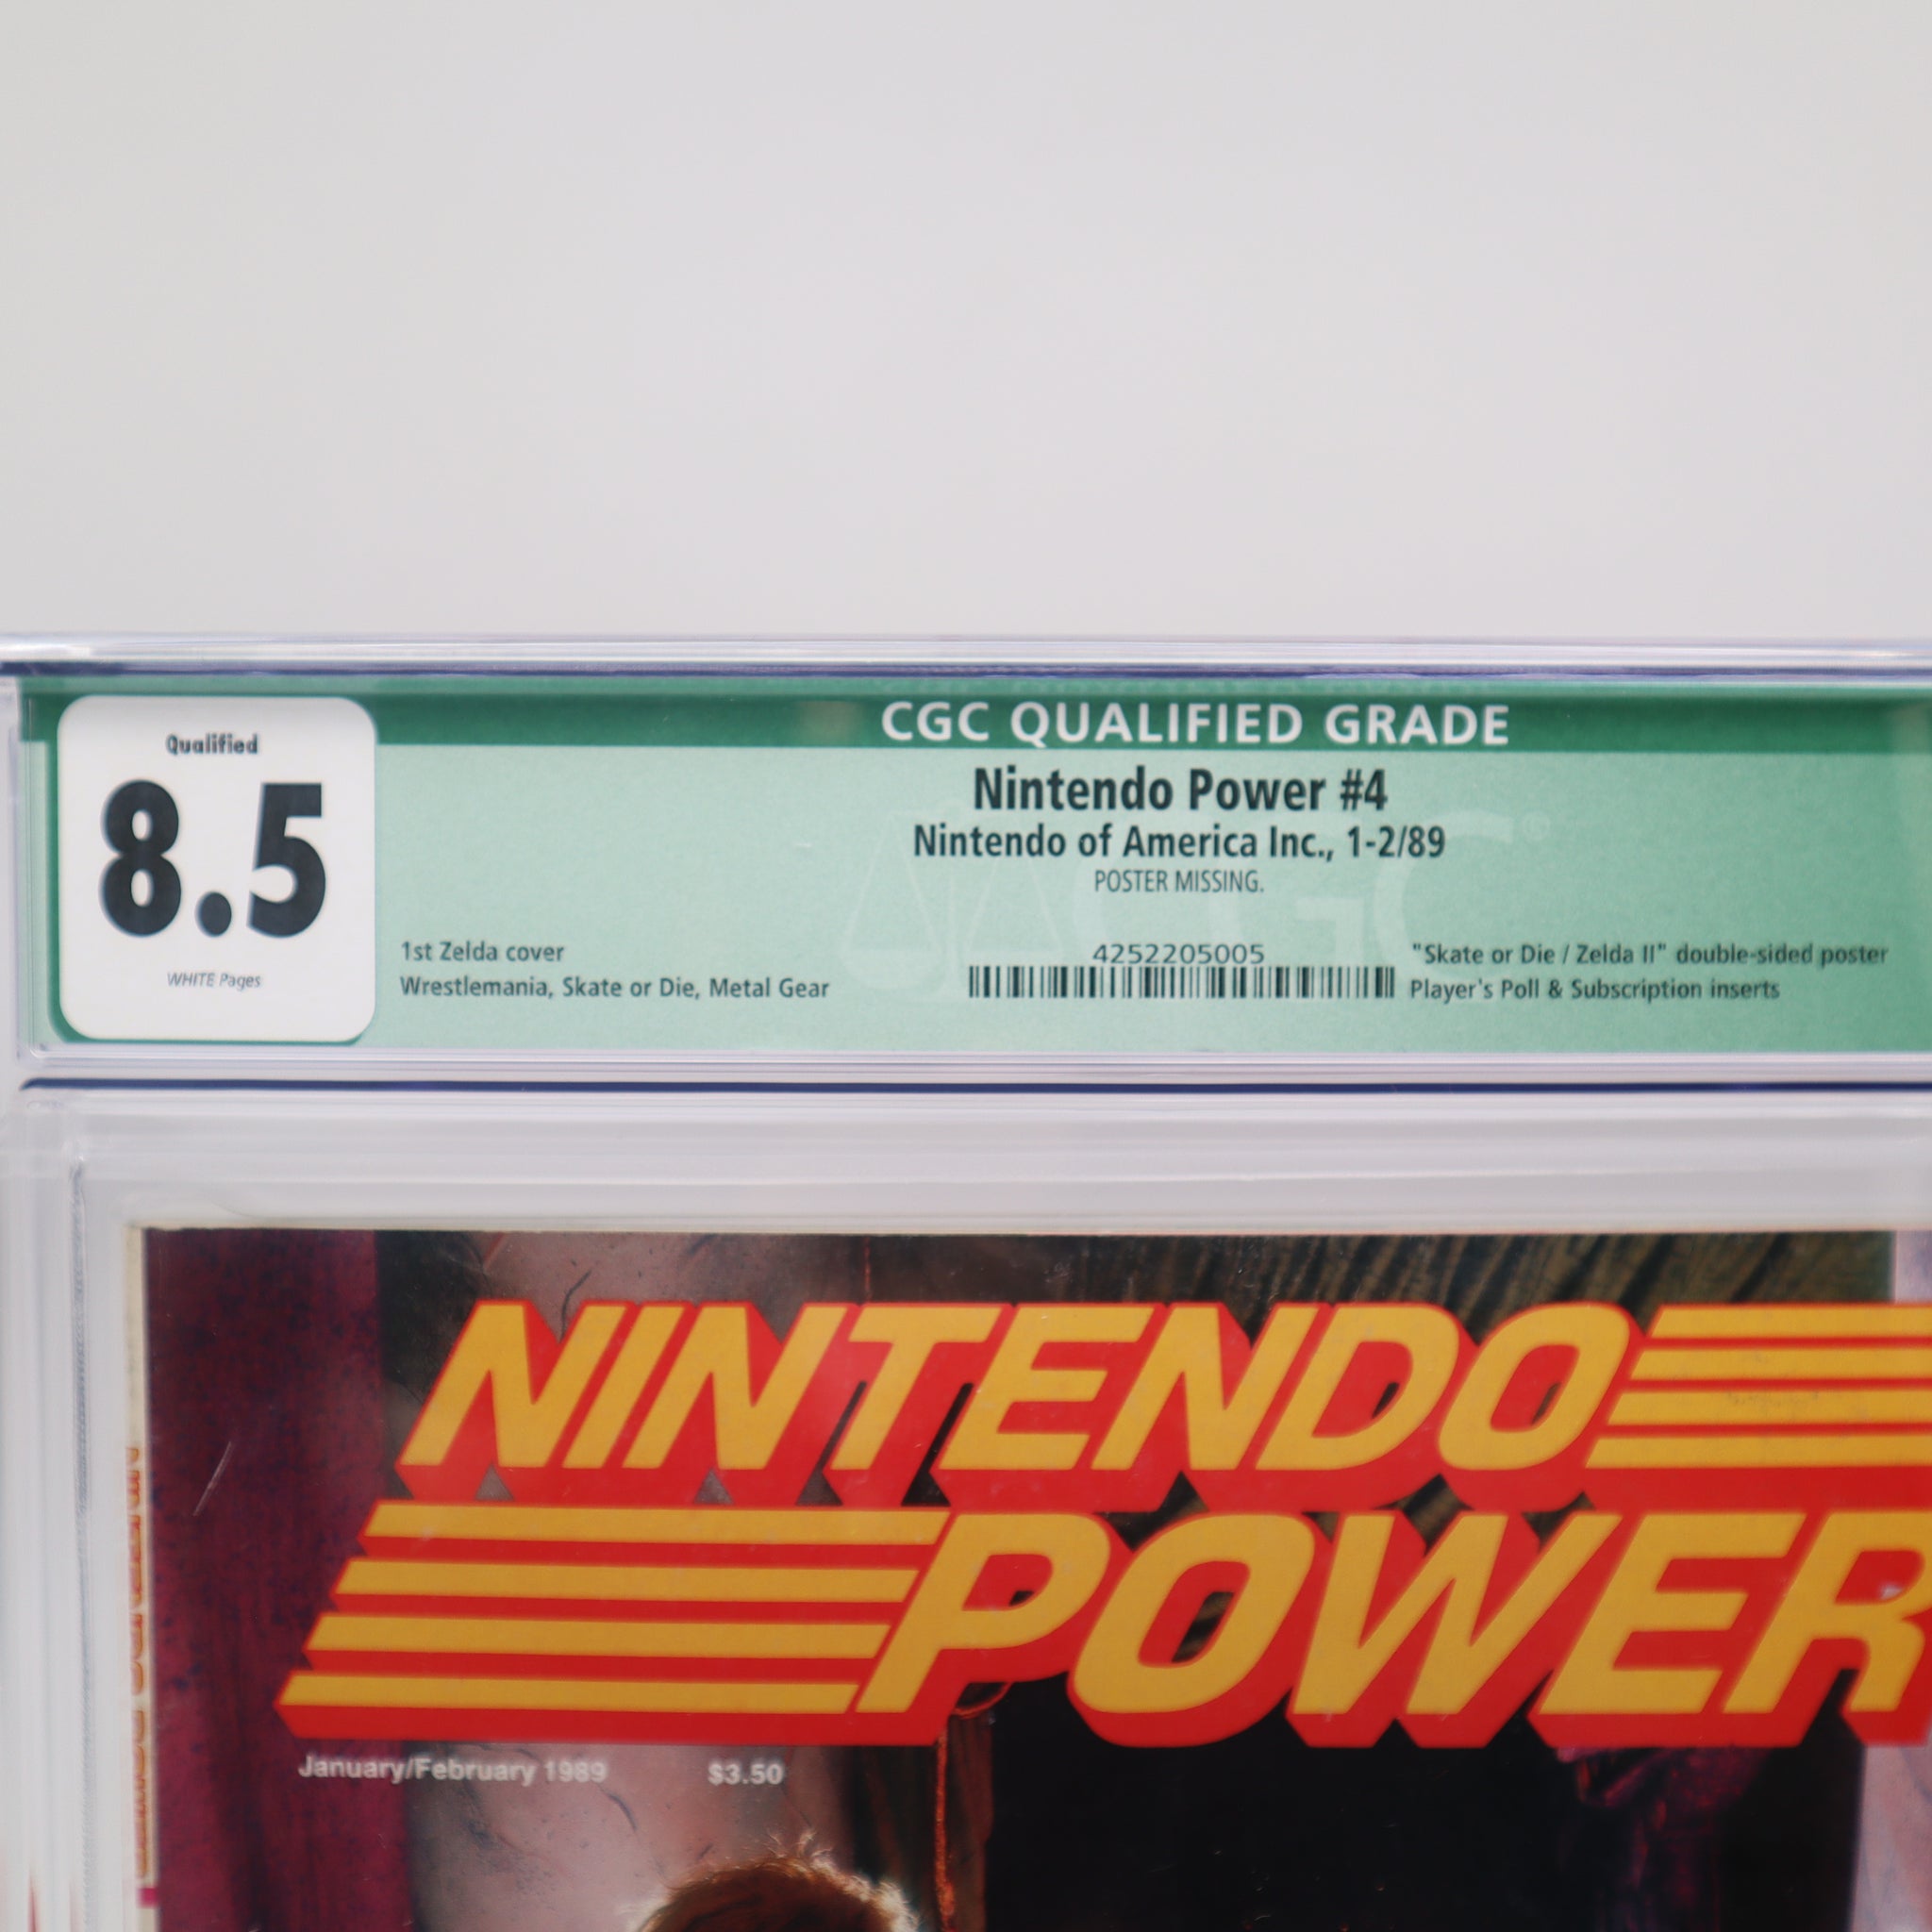 CGC QUALIFIED GRADE
Qualified
8.5
WHITE Pages
Nintendo Power #4
Nintendo of America Inc., 1-2/89
POSTER MISSING.
1st Zelda cover
Wrestlemania, Skate or Die, Metal Gear
4252205005
"Skate or Die / Zelda II" double-sided poster
Player's Poll & Subscription inserts
CGC
NINTENDO
POWER
January/February 1989 $3.50